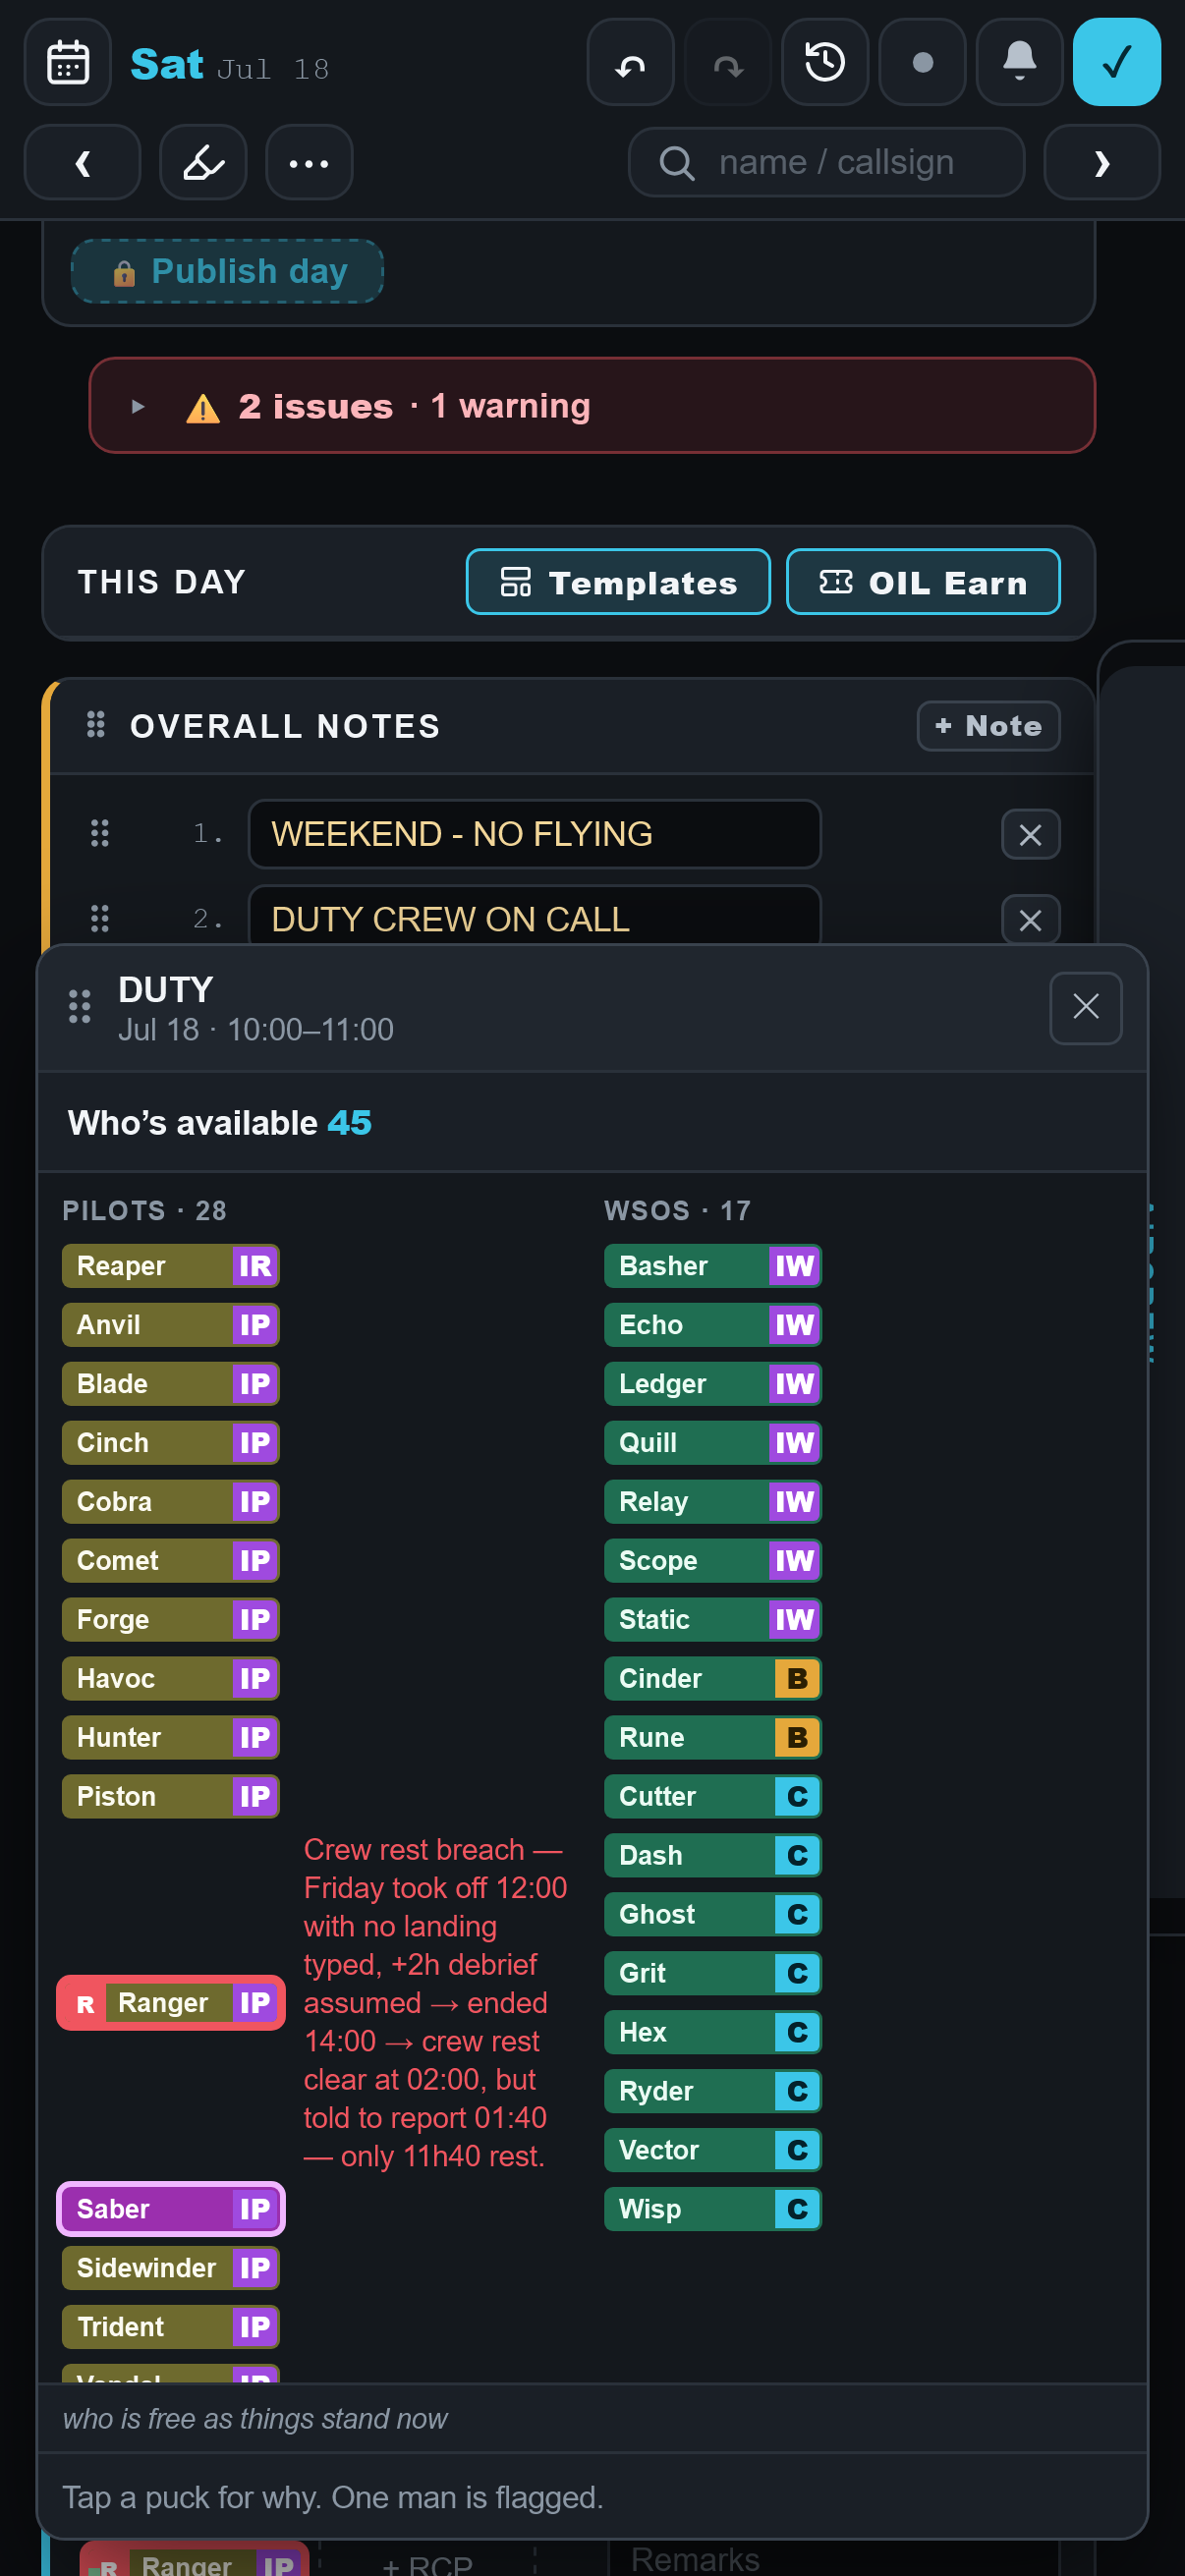 Sat Jul 18
name / callsign
Publish day
2 issues · 1 warning
THIS DAY
Templates
OIL Earn
OVERALL NOTES
+ Note
1. WEEKEND - NO FLYING
2. DUTY CREW ON CALL
DUTY
Jul 18 · 10:00–11:00
Who's available 45
PILOTS · 28
Reaper IR
Anvil IP
Blade IP
Cinch IP
Cobra IP
Comet IP
Forge IP
Havoc IP
Hunter IP
Piston IP
R Ranger IP
Crew rest breach —
Friday took off 12:00
with no landing
typed, +2h debrief
assumed → ended
14:00 → crew rest
clear at 02:00, but
told to report 01:40
— only 11h40 rest.
Saber IP
Sidewinder IP
Trident IP
WSOS · 17
Basher IW
Echo IW
Ledger IW
Quill IW
Relay IW
Scope IW
Static IW
Cinder B
Rune B
Cutter C
Dash C
Ghost C
Grit C
Hex C
Ryder C
Vector C
Wisp C
who is free as things stand now
Tap a puck for why. One man is flagged.
R Ranger IP
+ RCP
Remarks